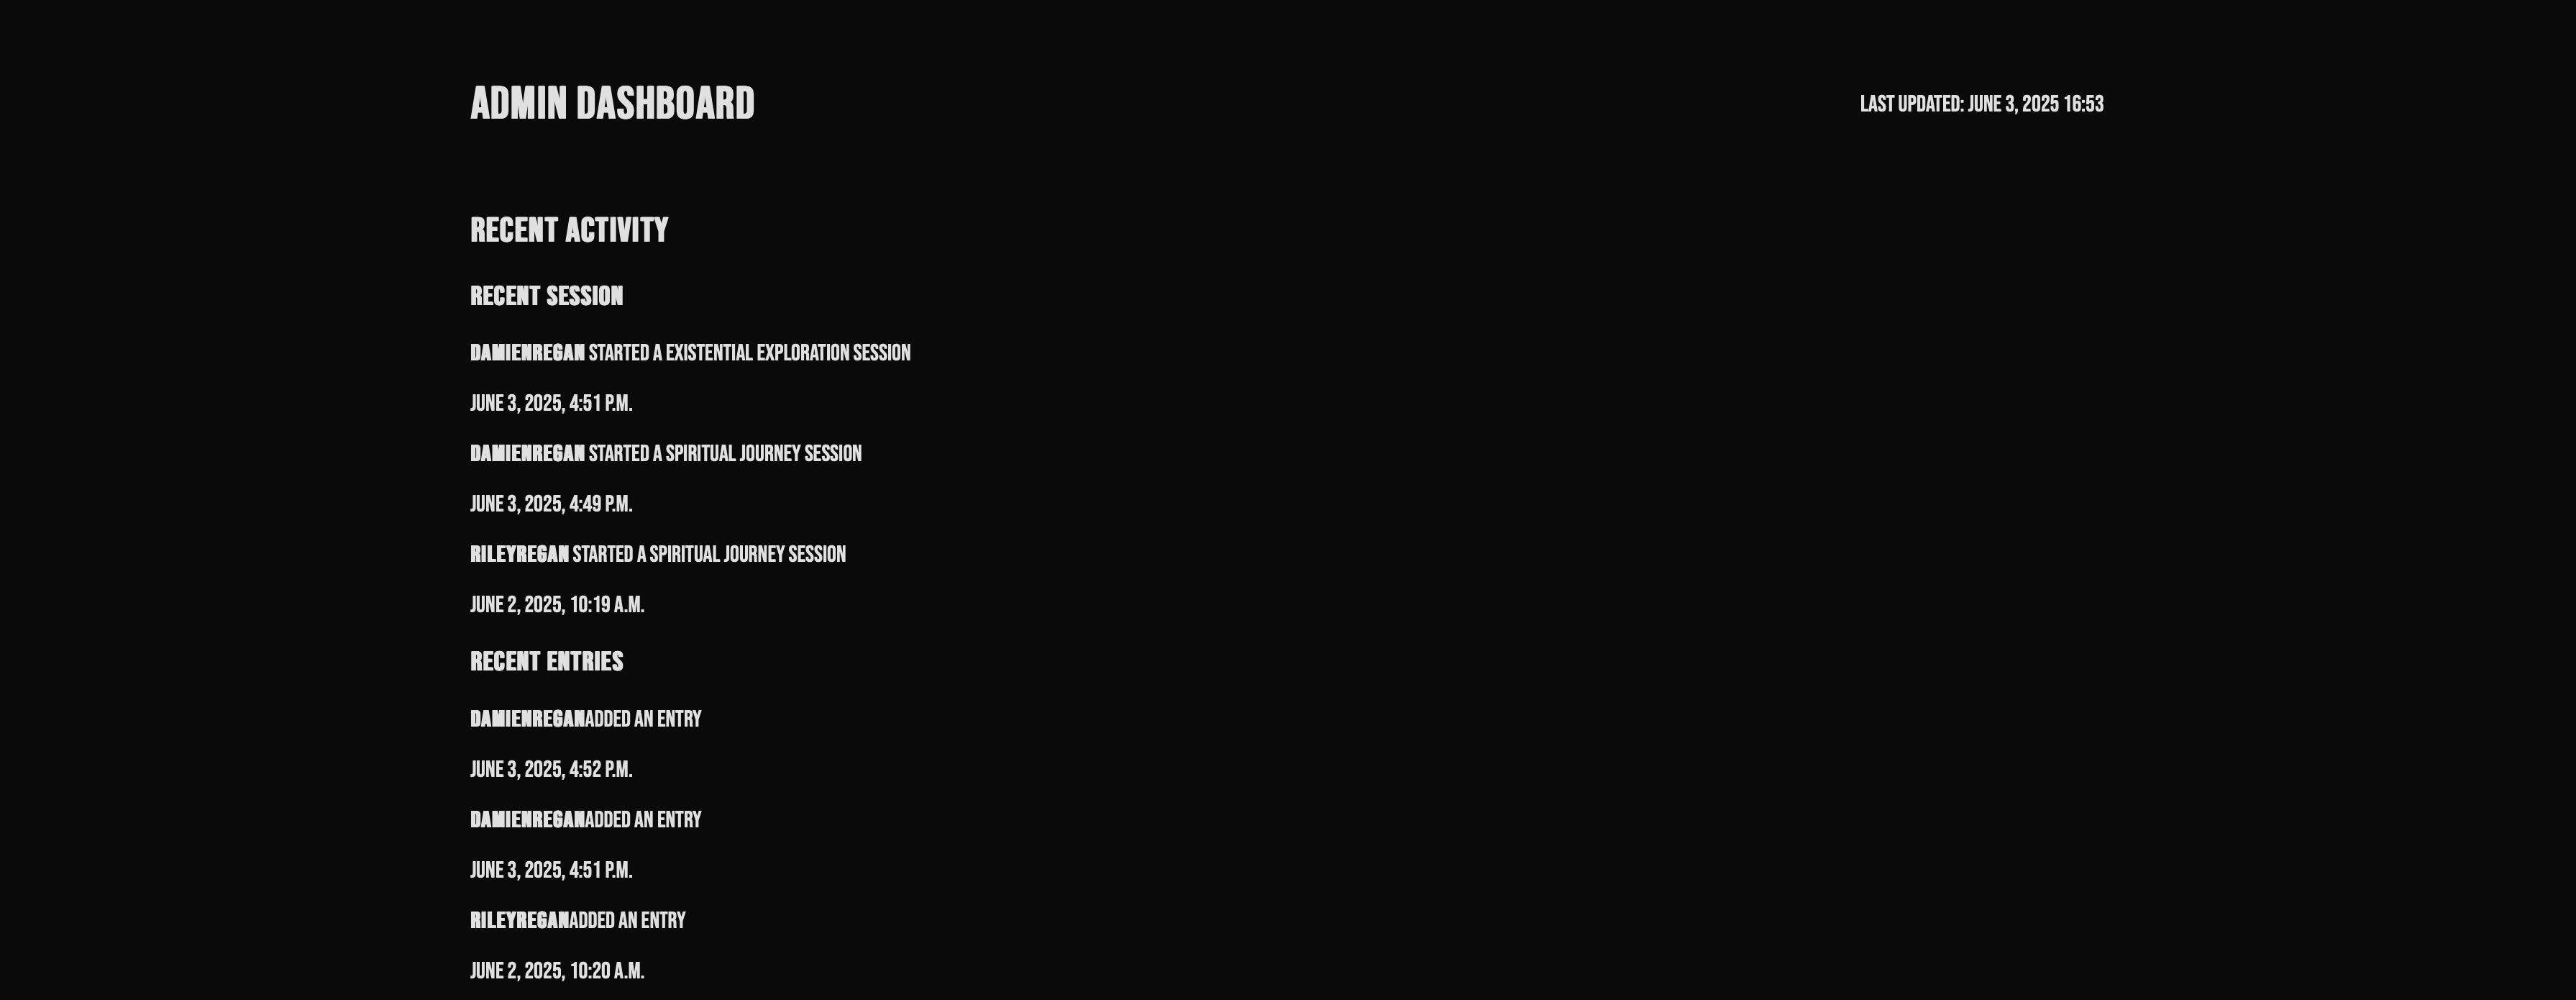 ADMIN DASHBOARD
LAST UPDATED: JUNE 3, 2025 16:53
RECENT ACTIVITY
RECENT SESSION
DAMIENREGAN STARTED A EXISTENTIAL EXPLORATION SESSION
JUNE 3, 2025, 4:51 P.M.
DAMIENREGAN STARTED A SPIRITUAL JOURNEY SESSION
JUNE 3, 2025, 4:49 P.M.
RILEYREGAN STARTED A SPIRITUAL JOURNEY SESSION
JUNE 2, 2025, 10:19 A.M.
RECENT ENTRIES
DAMIENREGANADDED AN ENTRY
JUNE 3, 2025, 4:52 P.M.
DAMIENREGANADDED AN ENTRY
JUNE 3, 2025, 4:51 P.M.
RILEYREGANADDED AN ENTRY
JUNE 2, 2025, 10:20 A.M.